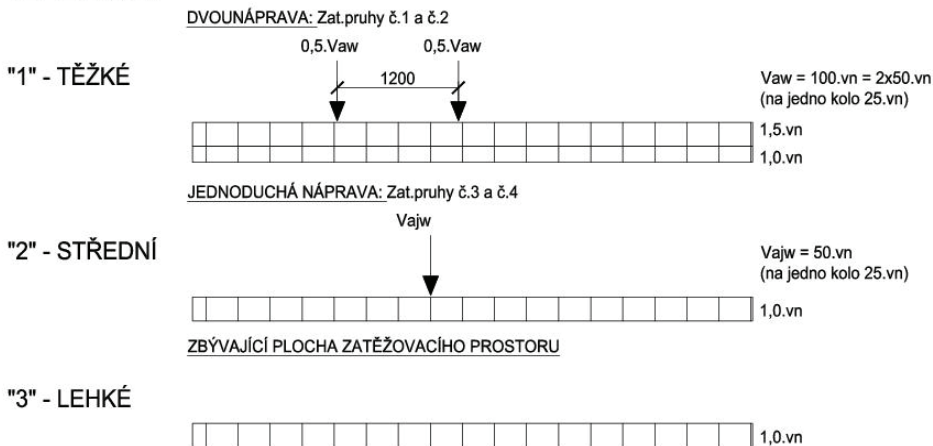 DVOUNÁPRAVA: Zat.pruhy č.1 a č.2
0,5.Vaw 0,5.Vaw
"1" - TĚŽKÉ
1200
Vaw = 100.vn = 2x50.vn
(na jedno kolo 25.vn)
1,5.vn
1,0.vn
JEDNODUCHÁ NÁPRAVA: Zat.pruhy č.3 a č.4
Vajw
"2" - STŘEDNÍ
Vajw = 50.vn
(na jedno kolo 25.vn)
1,0.vn
ZBÝVAJÍCÍ PLOCHA ZATĚŽOVACÍHO PROSTORU
"3" - LEHKÉ
1,0.vn